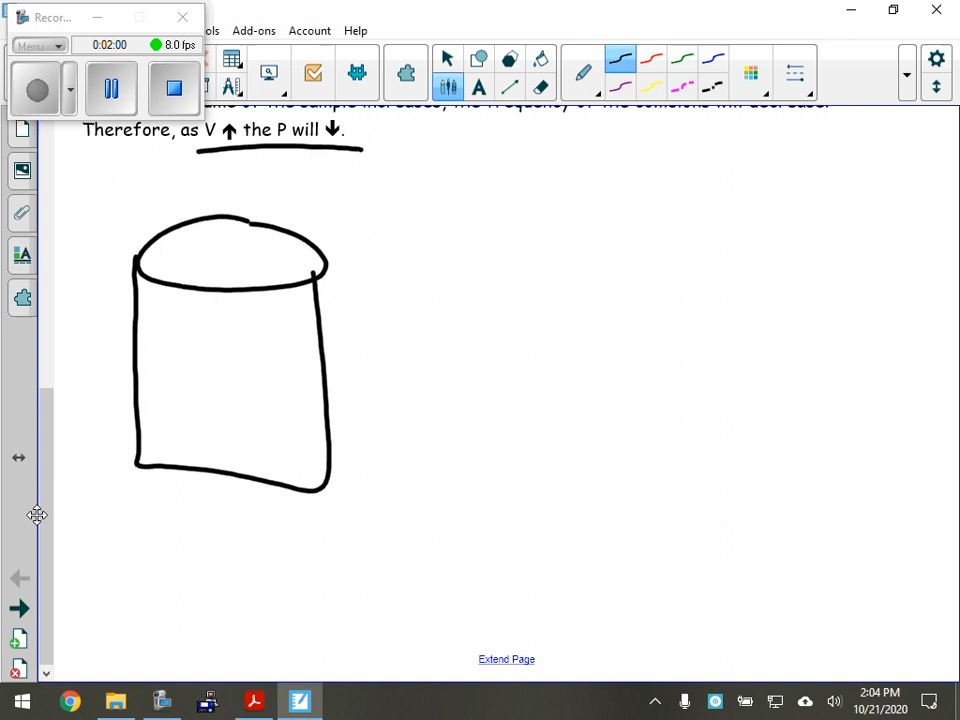 Recor...
Menu
0:02:00
8.0 fps
ols Add-ons Account Help
Therefore, as V ↑ the P will ↓.
Extend Page
2:04 PM
10/21/2020